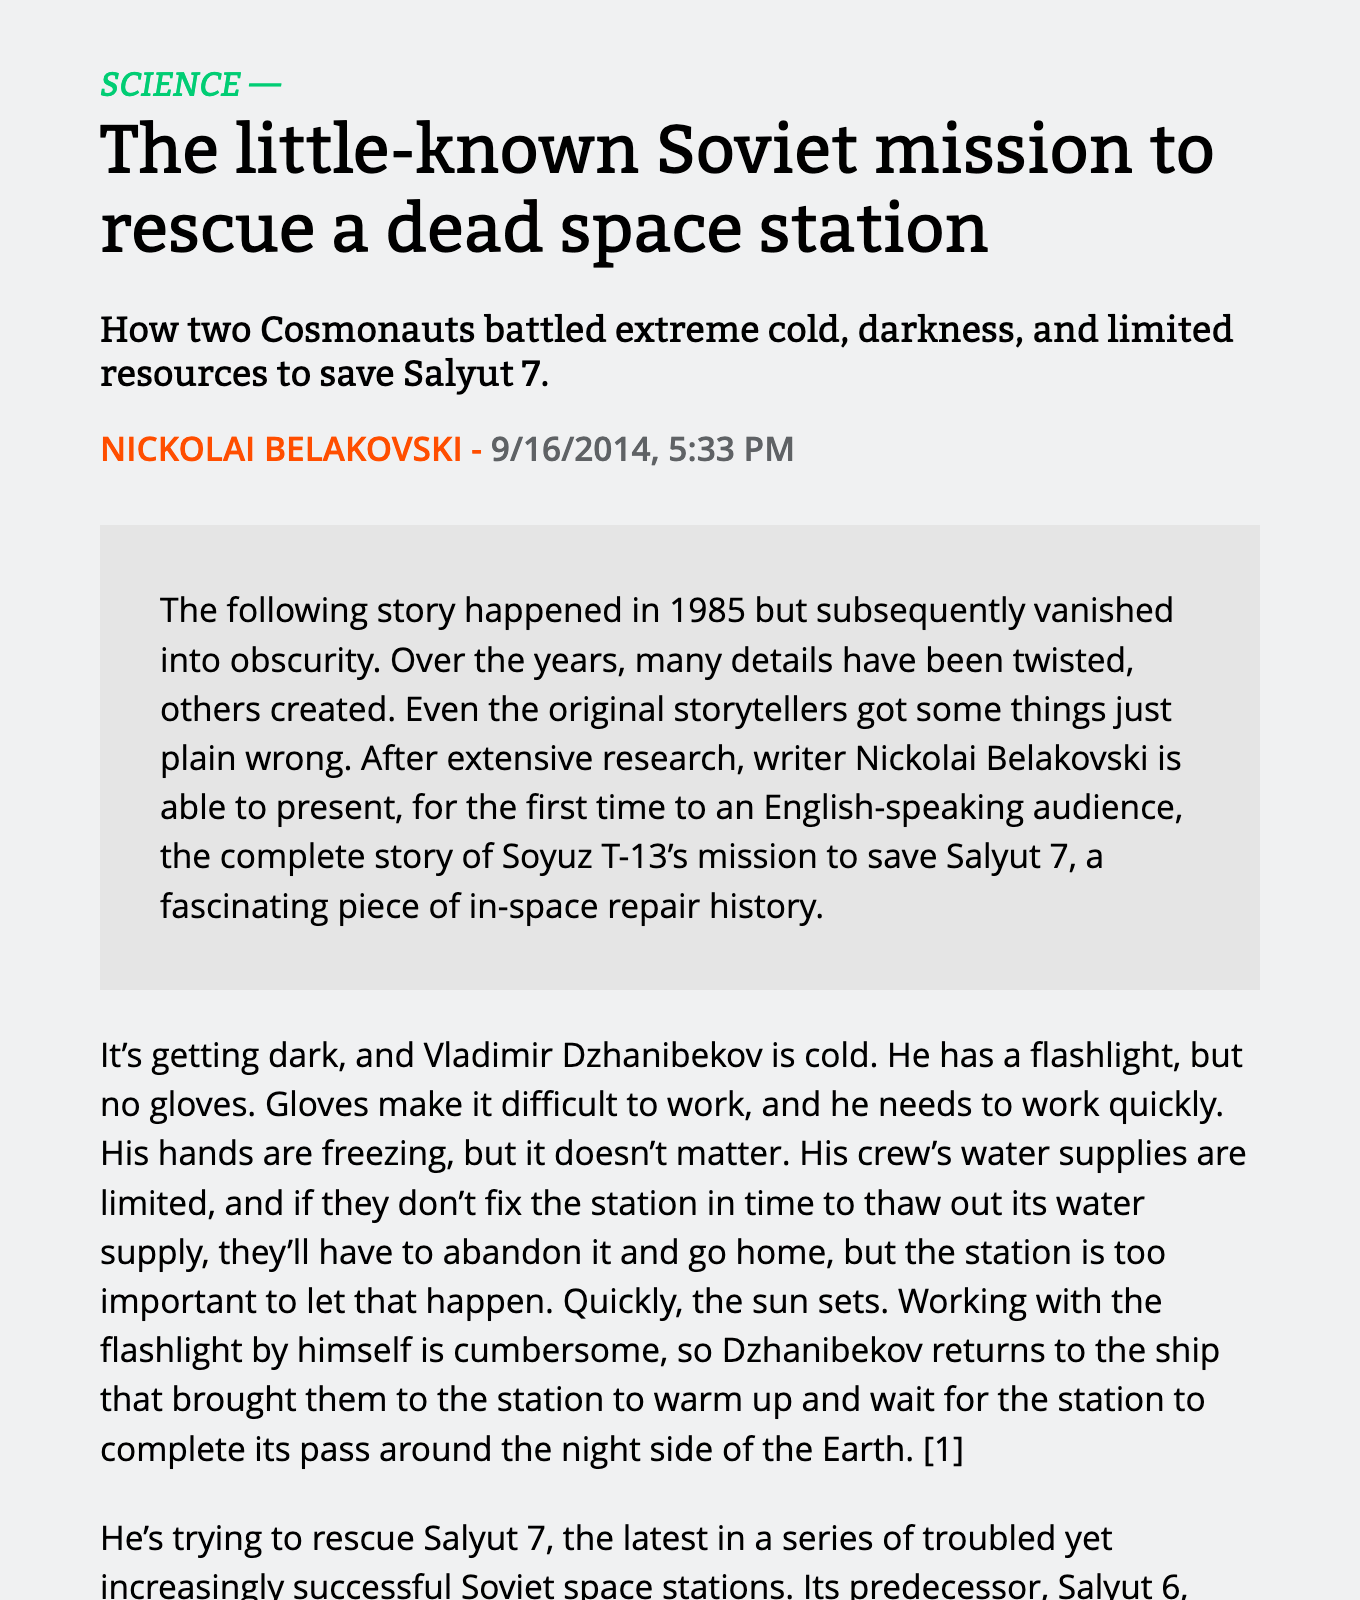 SCIENCE —
The little-known Soviet mission to
rescue a dead space station
How two Cosmonauts battled extreme cold, darkness, and limited
resources to save Salyut 7.
NICKOLAI BELAKOVSKI - 9/16/2014, 5:33 PM
The following story happened in 1985 but subsequently vanished
into obscurity. Over the years, many details have been twisted,
others created. Even the original storytellers got some things just
plain wrong. After extensive research, writer Nickolai Belakovski is
able to present, for the first time to an English-speaking audience,
the complete story of Soyuz T-13’s mission to save Salyut 7, a
fascinating piece of in-space repair history.
It’s getting dark, and Vladimir Dzhanibekov is cold. He has a flashlight, but
no gloves. Gloves make it difficult to work, and he needs to work quickly.
His hands are freezing, but it doesn’t matter. His crew’s water supplies are
limited, and if they don’t fix the station in time to thaw out its water
supply, they’ll have to abandon it and go home, but the station is too
important to let that happen. Quickly, the sun sets. Working with the
flashlight by himself is cumbersome, so Dzhanibekov returns to the ship
that brought them to the station to warm up and wait for the station to
complete its pass around the night side of the Earth. [1]
He’s trying to rescue Salyut 7, the latest in a series of troubled yet
increasingly successful Soviet space stations. Its predecessor, Salyut 6,